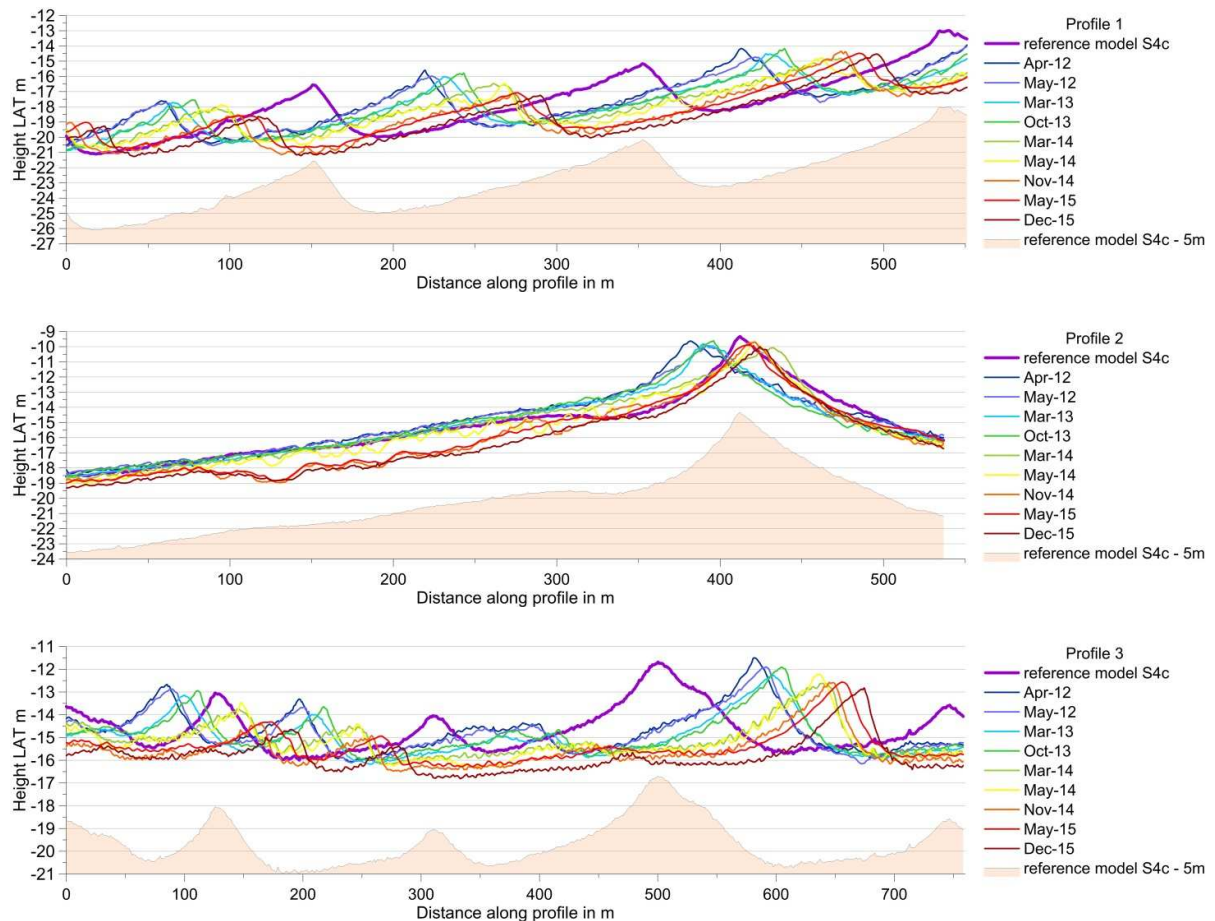 Profile 1
reference model S4c
Apr-12
May-12
Mar-13
Oct-13
Mar-14
May-14
Nov-14
May-15
Dec-15
reference model S4c - 5m
Height LAT m
-12
-13
-14
-15
-16
-17
-18
-19
-20
-21
-22
-23
-24
-25
-26
-27
0 100 200 300 400 500
Distance along profile in m
Profile 2
reference model S4c
Apr-12
May-12
Mar-13
Oct-13
Mar-14
May-14
Nov-14
May-15
Dec-15
reference model S4c - 5m
Height LAT m
-9
-10
-11
-12
-13
-14
-15
-16
-17
-18
-19
-20
-21
-22
-23
-24
0 100 200 300 400 500
Distance along profile in m
Profile 3
reference model S4c
Apr-12
May-12
Mar-13
Oct-13
Mar-14
May-14
Nov-14
May-15
Dec-15
reference model S4c - 5m
Height LAT m
-11
-12
-13
-14
-15
-16
-17
-18
-19
-20
-21
0 100 200 300 400 500 600 700
Distance along profile in m